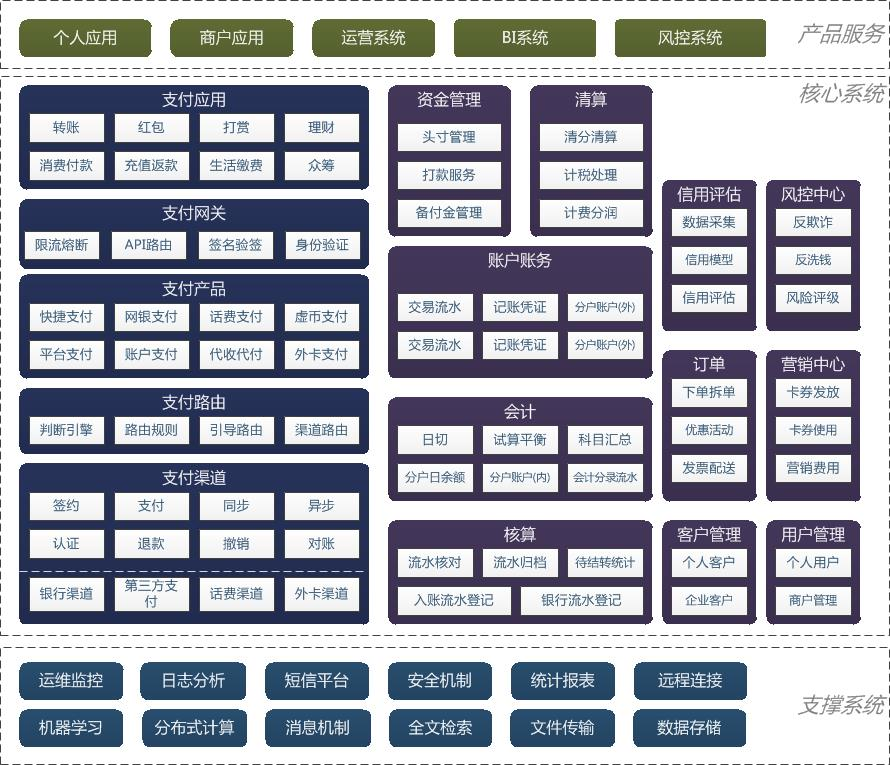 个人应用
商户应用
运营系统
BI系统
风控系统
产品服务
核心系统
支付应用
转账
红包
打赏
理财
消费付款
充值返款
生活缴费
众筹
支付网关
限流熔断
API路由
签名验签
身份验证
支付产品
快捷支付
网银支付
话费支付
虚币支付
平台支付
账户支付
代收代付
外卡支付
支付路由
判断引擎
路由规则
引导路由
渠道路由
支付渠道
签约
支付
同步
异步
认证
退款
撤销
对账
银行渠道
第三方支
付
话费渠道
外卡渠道
资金管理
头寸管理
打款服务
备付金管理
清算
清分清算
计税处理
计费分润
账户账务
交易流水
记账凭证
分户账户(外)
交易流水
记账凭证
分户账户(外)
会计
日切
试算平衡
科目汇总
分户日余额
分户账户(内)
会计分录流水
核算
流水核对
流水归档
待结转统计
入账流水登记
银行流水登记
信用评估
数据采集
信用模型
信用评估
风控中心
反欺诈
反洗钱
风险评级
订单
下单拆单
优惠活动
发票配送
营销中心
卡券发放
卡券使用
营销费用
客户管理
个人客户
企业客户
用户管理
个人用户
商户管理
运维监控
日志分析
短信平台
安全机制
统计报表
远程连接
支撑系统
机器学习
分布式计算
消息机制
全文检索
文件传输
数据存储